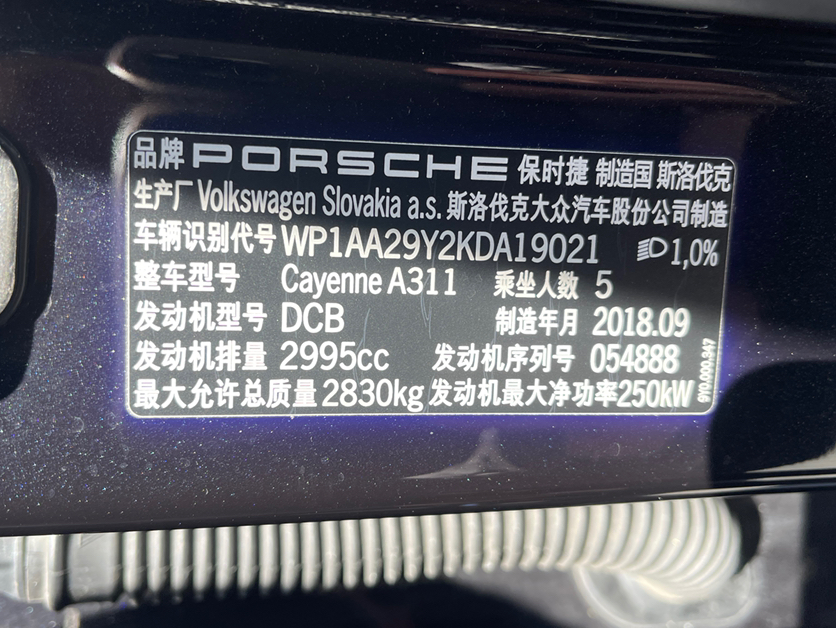 品牌 PORSCHE 保时捷 制造国 斯洛伐克
生产厂 Volkswagen Slovakia a.s. 斯洛伐克大众汽车股份公司制造
车辆识别代号 WP1AA29Y2KDA19021 1,0%
整车型号 Cayenne A311 乘坐人数 5
发动机型号 DCB 制造年月 2018.09
发动机排量 2995cc 发动机序列号 054888
最大允许总质量 2830kg 发动机最大净功率 250kW
9Y0.000.347